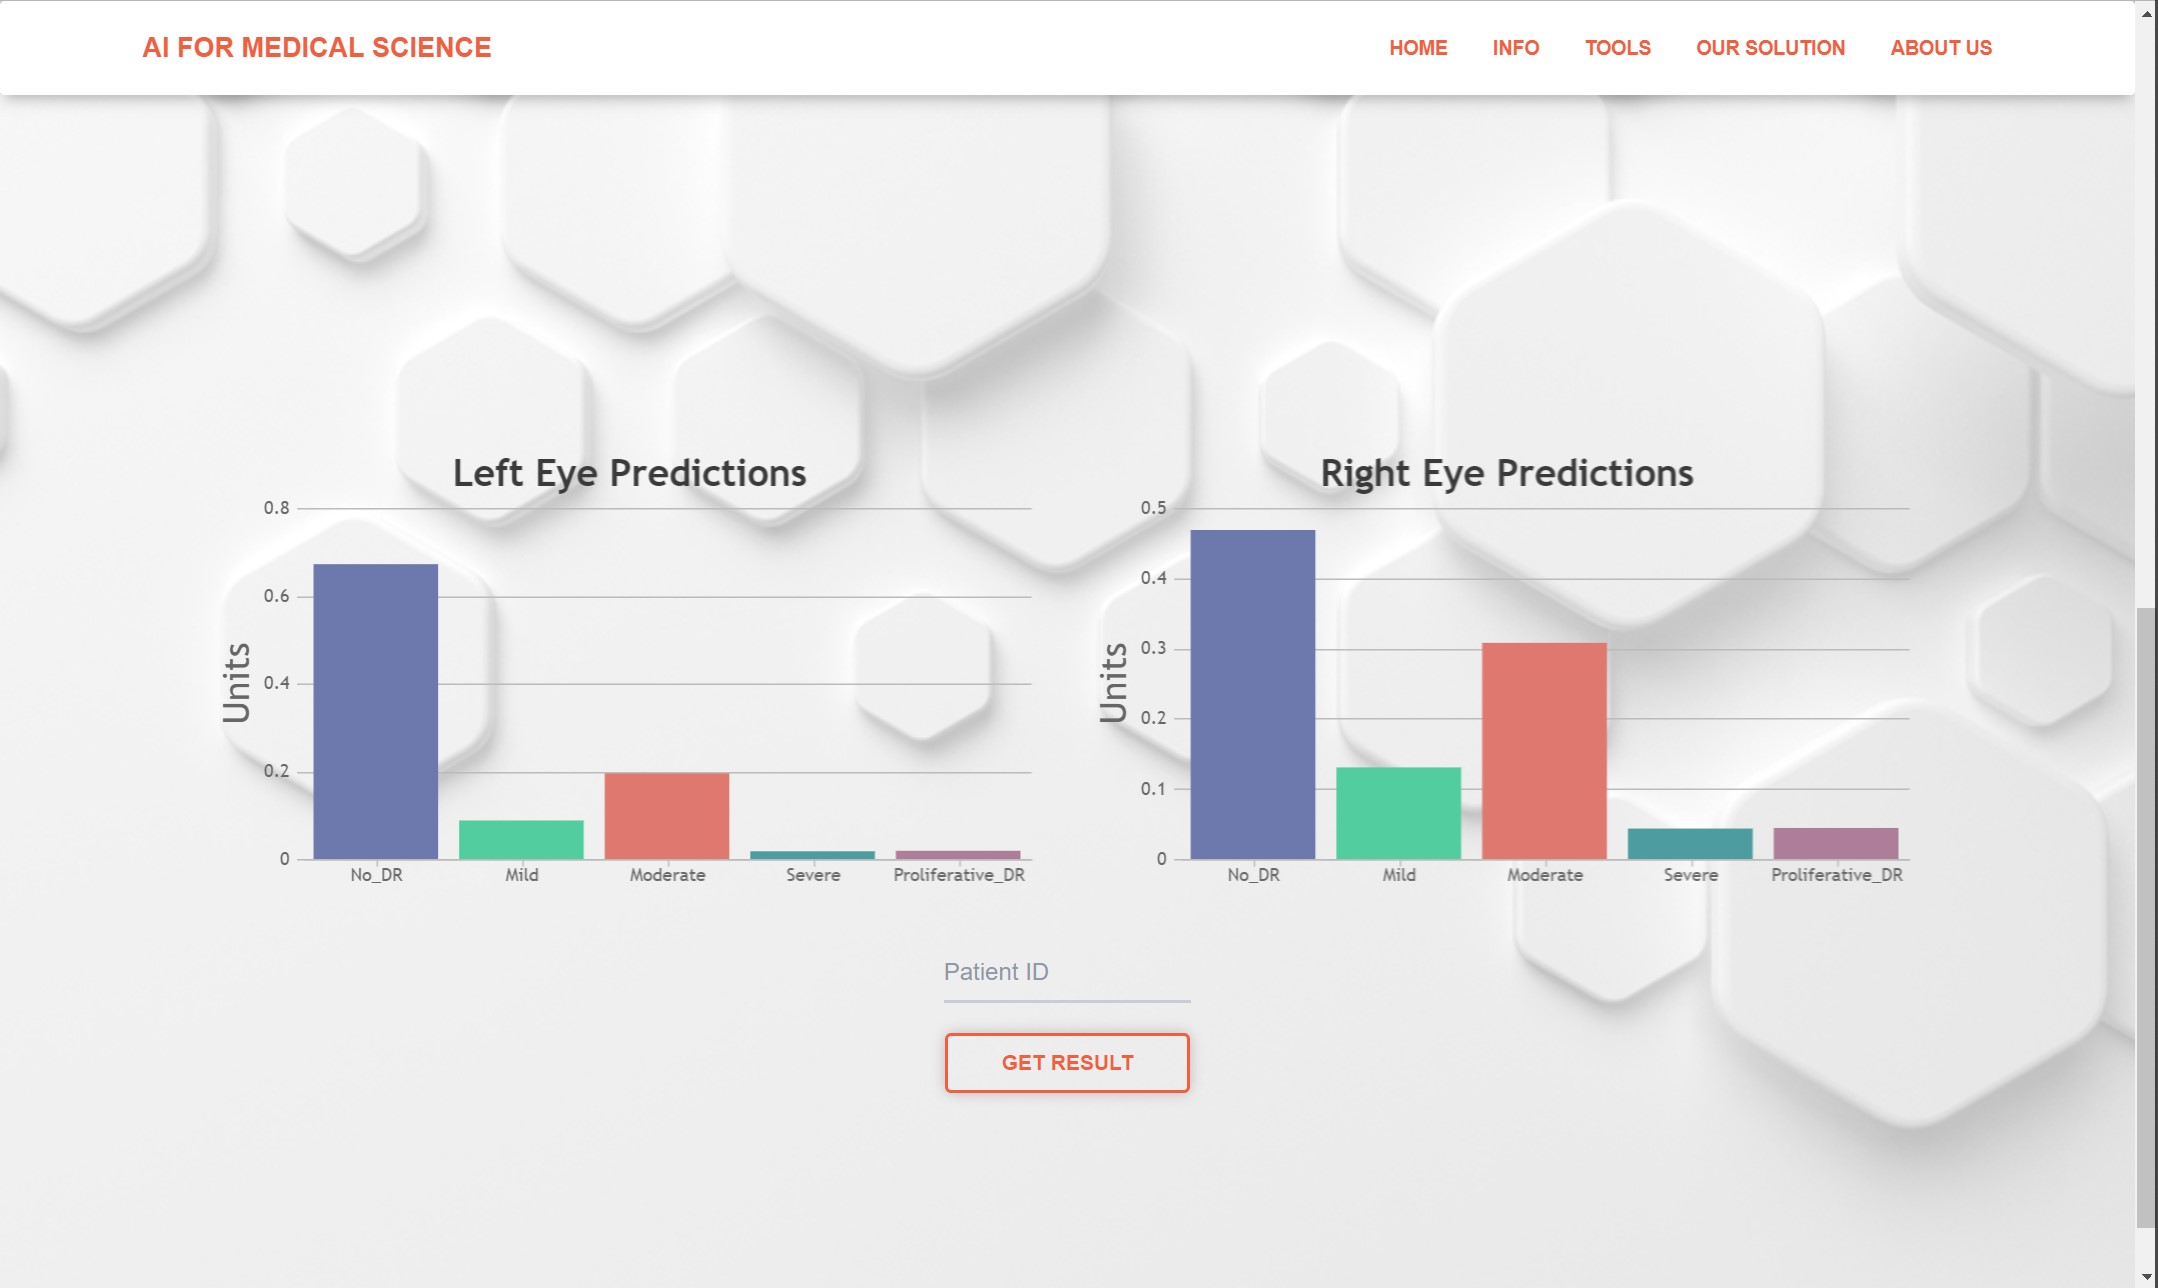 AI FOR MEDICAL SCIENCE
HOME INFO TOOLS OUR SOLUTION ABOUT US
Left Eye Predictions
Units
0.8
0.6
0.4
0.2
0
No_DR Mild Moderate Severe Proliferative_DR
Right Eye Predictions
Units
0.5
0.4
0.3
0.2
0.1
0
No_DR Mild Moderate Severe Proliferative_DR
Patient ID
GET RESULT